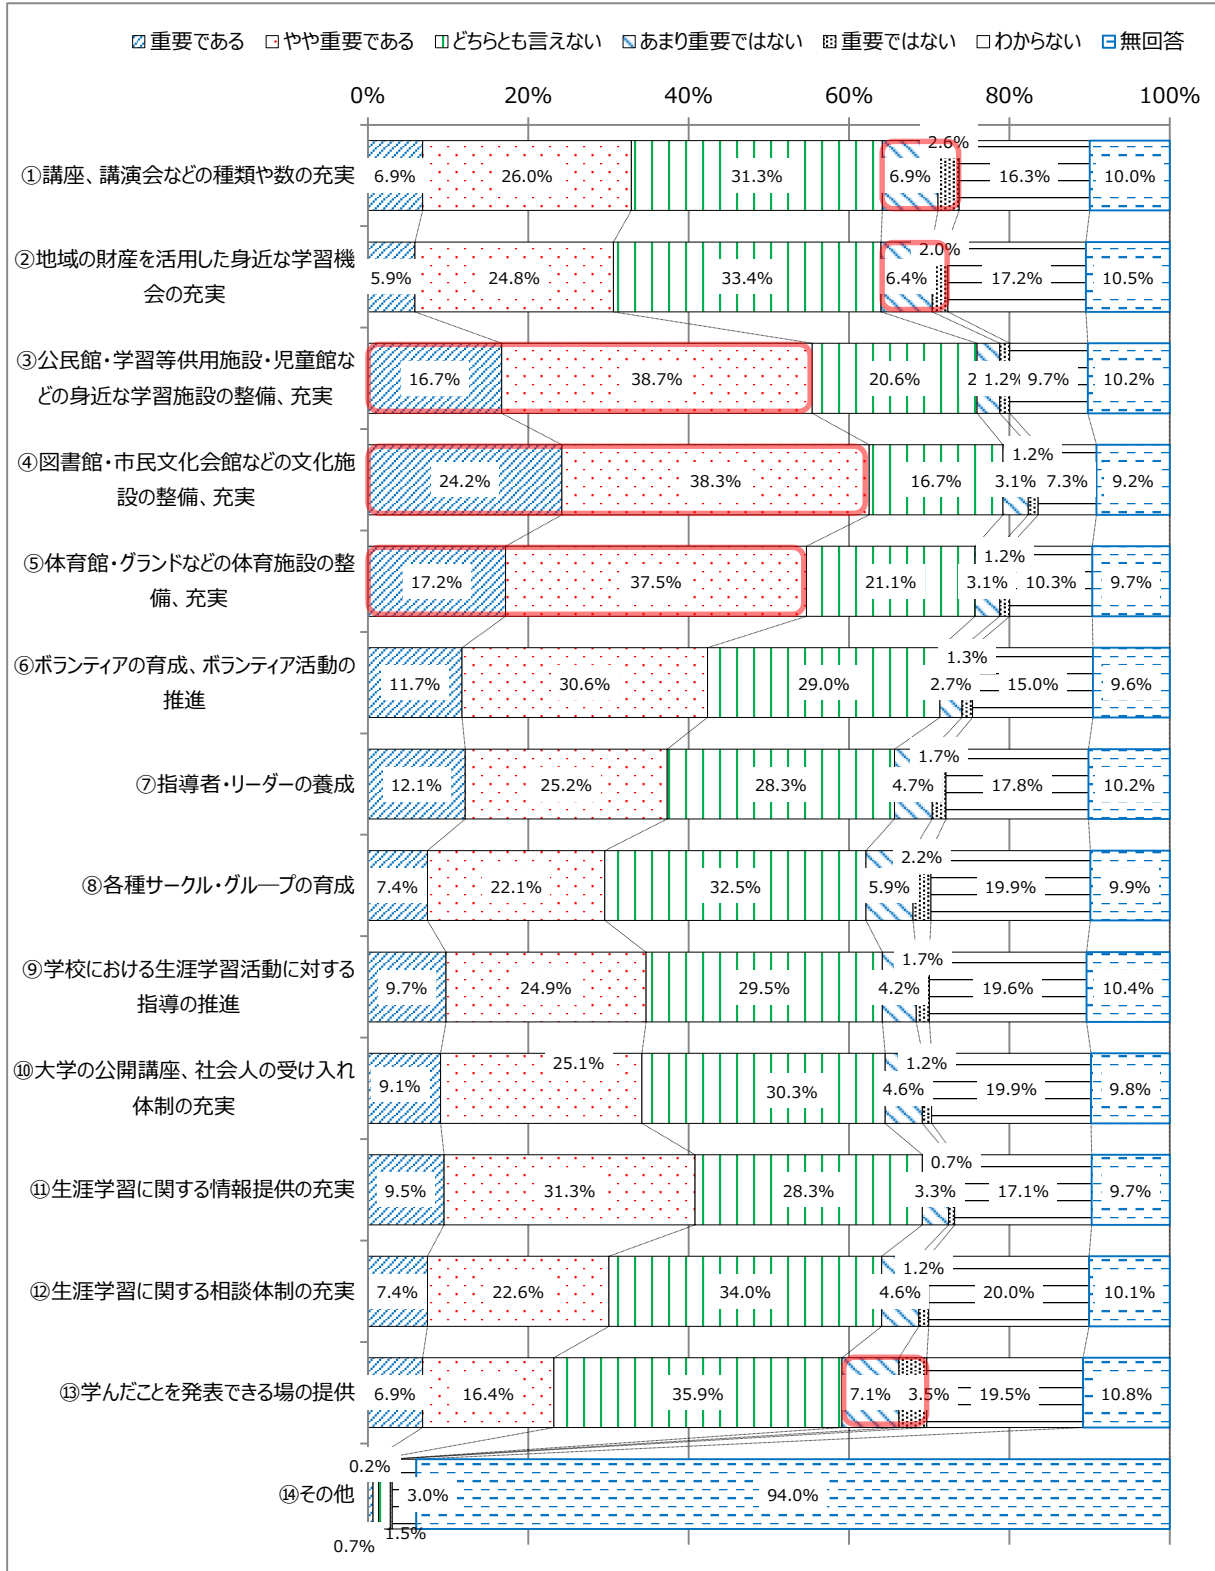 重要である やや重要である どちらとも言えない あまり重要ではない 重要ではない わからない 無回答
0% 20% 40% 60% 80% 100%
2.6%
①講座、講演会などの種類や数の充実 6.9% 26.0% 31.3% 6.9% 16.3% 10.0%
2.0%
②地域の財産を活用した身近な学習機
会の充実
5.9% 24.8% 33.4% 6.4% 17.2% 10.5%
③公民館・学習等供用施設・児童館な
どの身近な学習施設の整備、充実
16.7% 38.7% 20.6% 2 1.2% 9.7% 10.2%
1.2%
④図書館・市民文化会館などの文化施
設の整備、充実
24.2% 38.3% 16.7% 3.1% 7.3% 9.2%
1.2%
⑤体育館・グランドなどの体育施設の整
備、充実
17.2% 37.5% 21.1% 3.1% 10.3% 9.7%
1.3%
⑥ボランティアの育成、ボランティア活動の
推進
11.7% 30.6% 29.0% 2.7% 15.0% 9.6%
1.7%
⑦指導者・リーダーの養成 12.1% 25.2% 28.3% 4.7% 17.8% 10.2%
2.2%
⑧各種サークル・グループの育成 7.4% 22.1% 32.5% 5.9% 19.9% 9.9%
1.7%
⑨学校における生涯学習活動に対する
指導の推進
9.7% 24.9% 29.5% 4.2% 19.6% 10.4%
25.1% 1.2%
⑩大学の公開講座、社会人の受け入れ
体制の充実
9.1% 30.3% 4.6% 19.9% 9.8%
0.7%
⑪生涯学習に関する情報提供の充実 9.5% 31.3% 28.3% 3.3% 17.1% 9.7%
1.2%
⑫生涯学習に関する相談体制の充実 7.4% 22.6% 34.0% 4.6% 20.0% 10.1%
⑬学んだことを発表できる場の提供 6.9% 16.4% 35.9% 7.1% 3.5% 19.5% 10.8%
0.2%
⑭その他 3.0% 94.0%
1.5%
0.7%